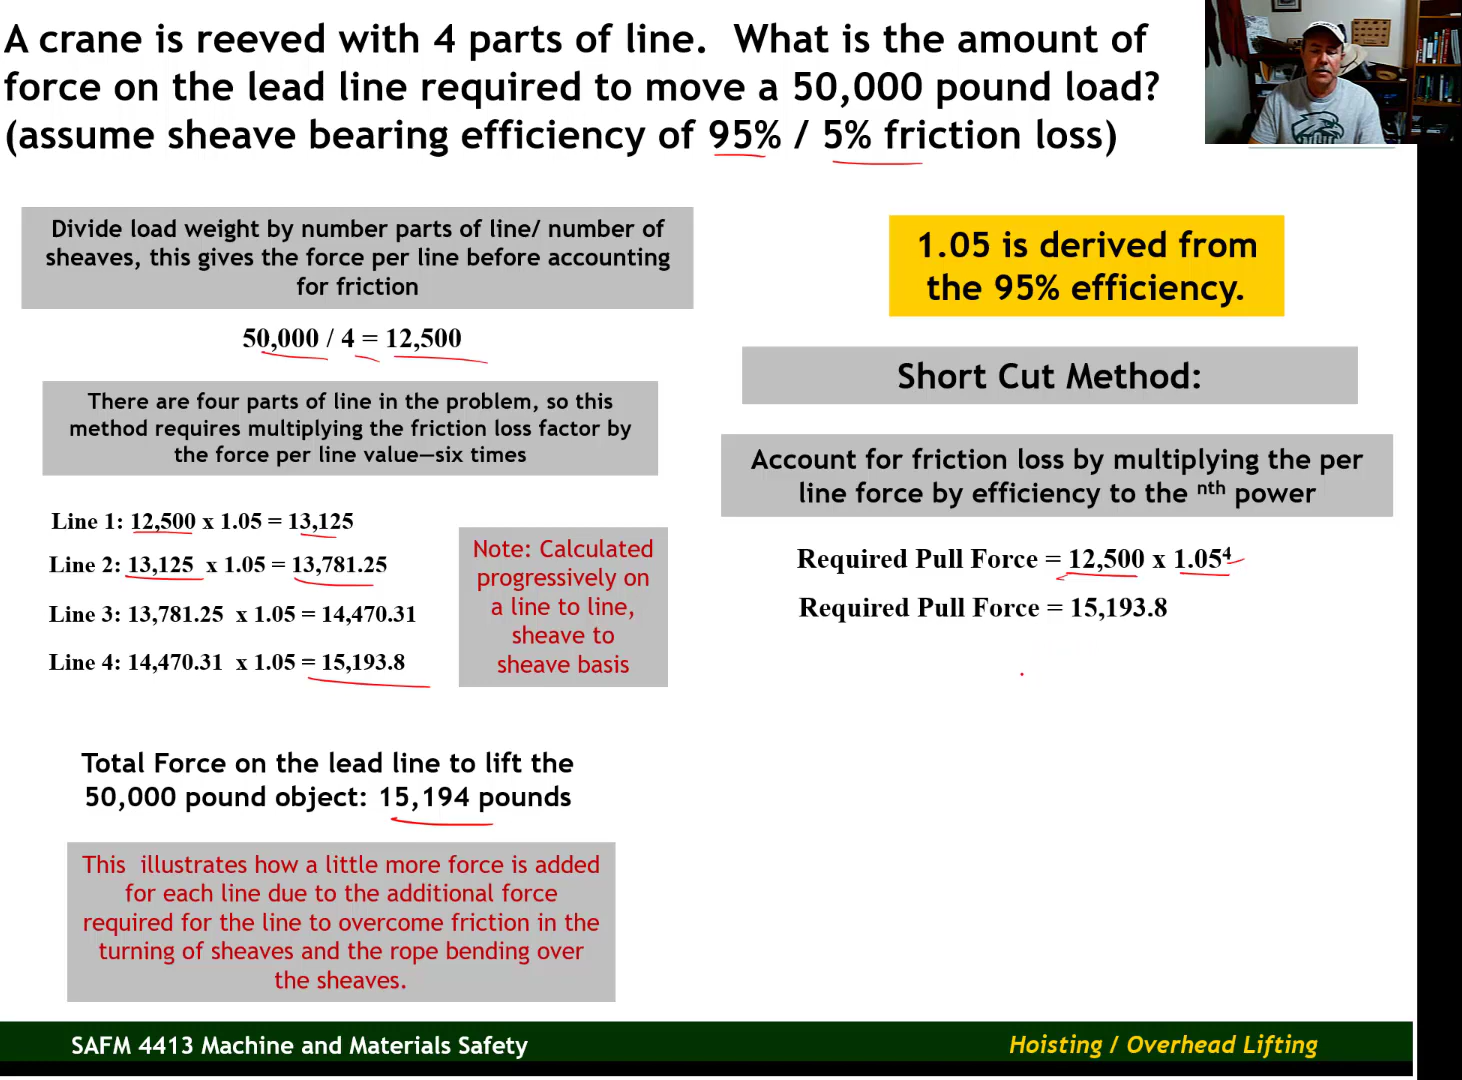 A crane is reeved with 4 parts of line.  What is the amount of
force on the lead line required to move a 50,000 pound load?
(assume sheave bearing efficiency of 95% / 5% friction loss)
Divide load weight by number parts of line/ number of
sheaves, this gives the force per line before accounting
for friction
50,000 / 4 = 12,500
There are four parts of line in the problem, so this
method requires multiplying the friction loss factor by
the force per line value—six times
Line 1: 12,500 x 1.05 = 13,125
Line 2: 13,125  x 1.05 = 13,781.25
Line 3: 13,781.25  x 1.05 = 14,470.31
Line 4: 14,470.31  x 1.05 = 15,193.8
Note: Calculated
progressively on
a line to line,
sheave to
sheave basis
Total Force on the lead line to lift the
50,000 pound object: 15,194 pounds
This  illustrates how a little more force is added
for each line due to the additional force
required for the line to overcome friction in the
turning of sheaves and the rope bending over
the sheaves.
1.05 is derived from
the 95% efficiency.
Short Cut Method:
Account for friction loss by multiplying the per
line force by efficiency to the nth power
Required Pull Force = 12,500 x 1.05⁴
Required Pull Force = 15,193.8
SAFM 4413 Machine and Materials Safety
Hoisting / Overhead Lifting